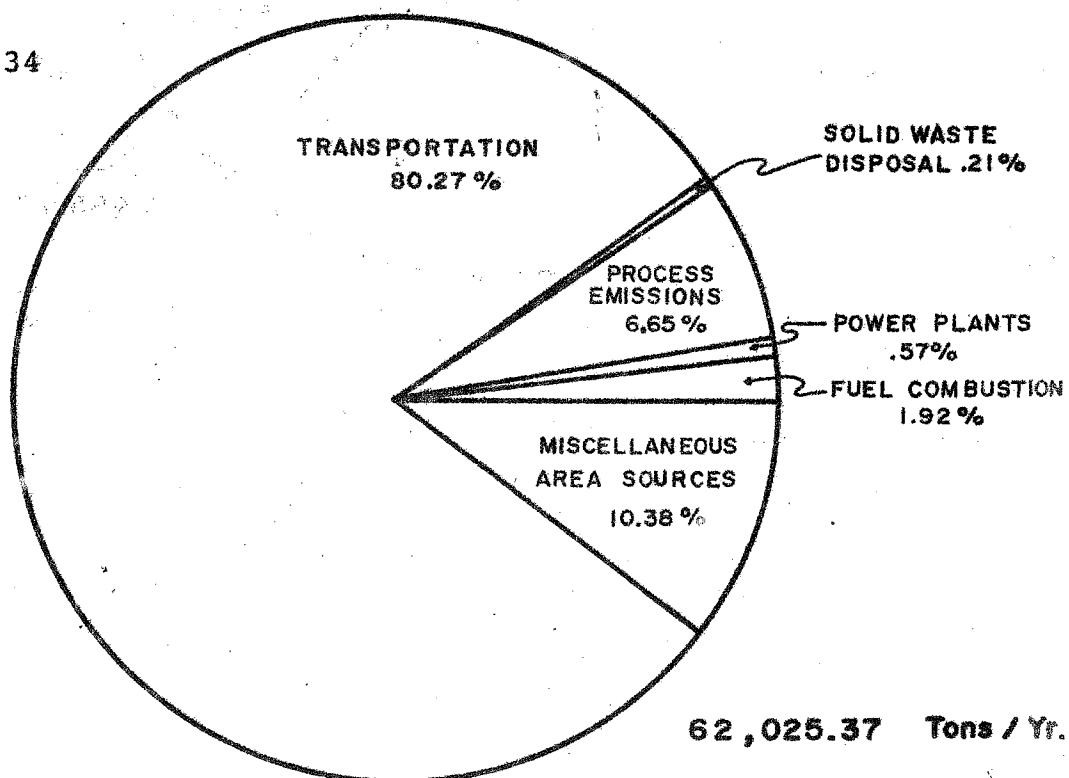 34
TRANSPORTATION
80.27%
SOLID WASTE
DISPOSAL .21%
PROCESS
EMISSIONS
6.65%
POWER PLANTS
.57%
FUEL COMBUSTION
1.92%
MISCELLANEOUS
AREA SOURCES
10.38%
62,025.37 Tons / Yr.